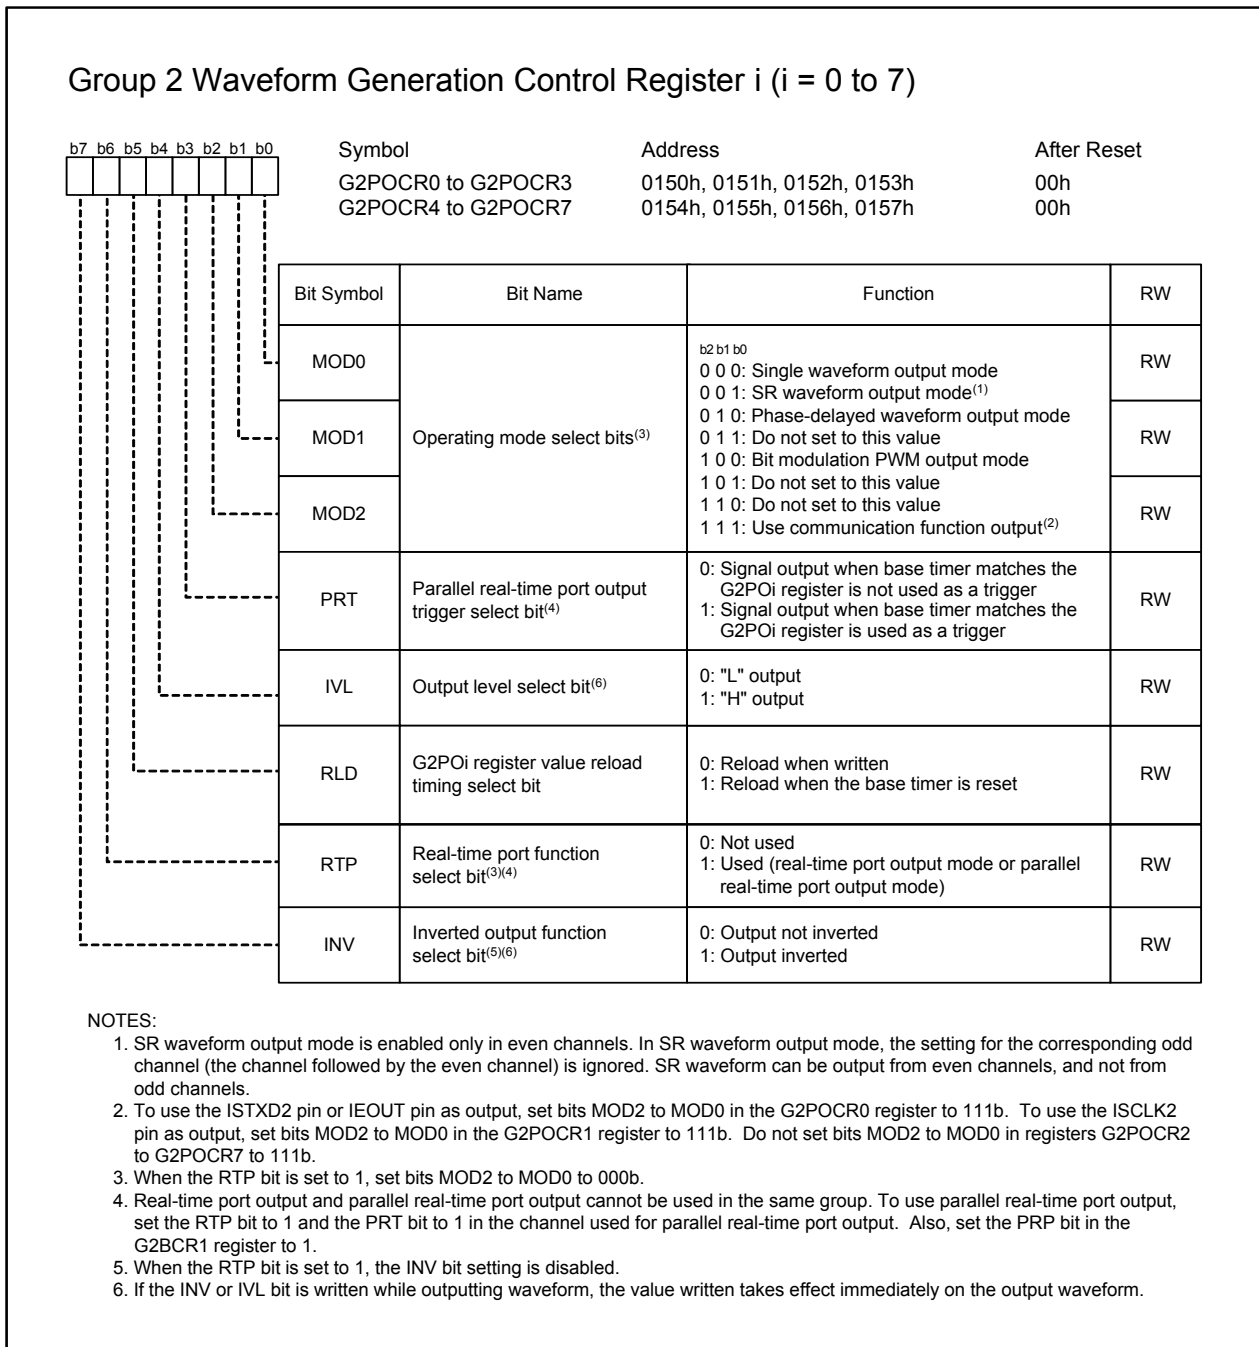 Group 2 Waveform Generation Control Register i (i = 0 to 7)
b7 b6 b5 b4 b3 b2 b1 b0
Symbol Address After Reset
G2POCR0 to G2POCR3 0150h, 0151h, 0152h, 0153h 00h
G2POCR4 to G2POCR7 0154h, 0155h, 0156h, 0157h 00h
Bit Symbol Bit Name Function RW
MOD0 RW
MOD1 Operating mode select bits(3) RW
MOD2 RW
b2 b1 b0
0 0 0: Single waveform output mode
0 0 1: SR waveform output mode(1)
0 1 0: Phase-delayed waveform output mode
0 1 1: Do not set to this value
1 0 0: Bit modulation PWM output mode
1 0 1: Do not set to this value
1 1 0: Do not set to this value
1 1 1: Use communication function output(2)
PRT
Parallel real-time port output
trigger select bit(4)
0: Signal output when base timer matches the
G2POi register is not used as a trigger
1: Signal output when base timer matches the
G2POi register is used as a trigger
RW
IVL
Output level select bit(6)
0: "L" output
1: "H" output
RW
RLD
G2POi register value reload
timing select bit
0: Reload when written
1: Reload when the base timer is reset
RW
RTP
Real-time port function
select bit(3)(4)
0: Not used
1: Used (real-time port output mode or parallel
real-time port output mode)
RW
INV
Inverted output function
select bit(5)(6)
0: Output not inverted
1: Output inverted
RW
NOTES:
1. SR waveform output mode is enabled only in even channels. In SR waveform output mode, the setting for the corresponding odd
channel (the channel followed by the even channel) is ignored. SR waveform can be output from even channels, and not from
odd channels.
2. To use the ISTXD2 pin or IEOUT pin as output, set bits MOD2 to MOD0 in the G2POCR0 register to 111b. To use the ISCLK2
pin as output, set bits MOD2 to MOD0 in the G2POCR1 register to 111b. Do not set bits MOD2 to MOD0 in registers G2POCR2
to G2POCR7 to 111b.
3. When the RTP bit is set to 1, set bits MOD2 to MOD0 to 000b.
4. Real-time port output and parallel real-time port output cannot be used in the same group. To use parallel real-time port output,
set the RTP bit to 1 and the PRT bit to 1 in the channel used for parallel real-time port output. Also, set the PRP bit in the
G2BCR1 register to 1.
5. When the RTP bit is set to 1, the INV bit setting is disabled.
6. If the INV or IVL bit is written while outputting waveform, the value written takes effect immediately on the output waveform.